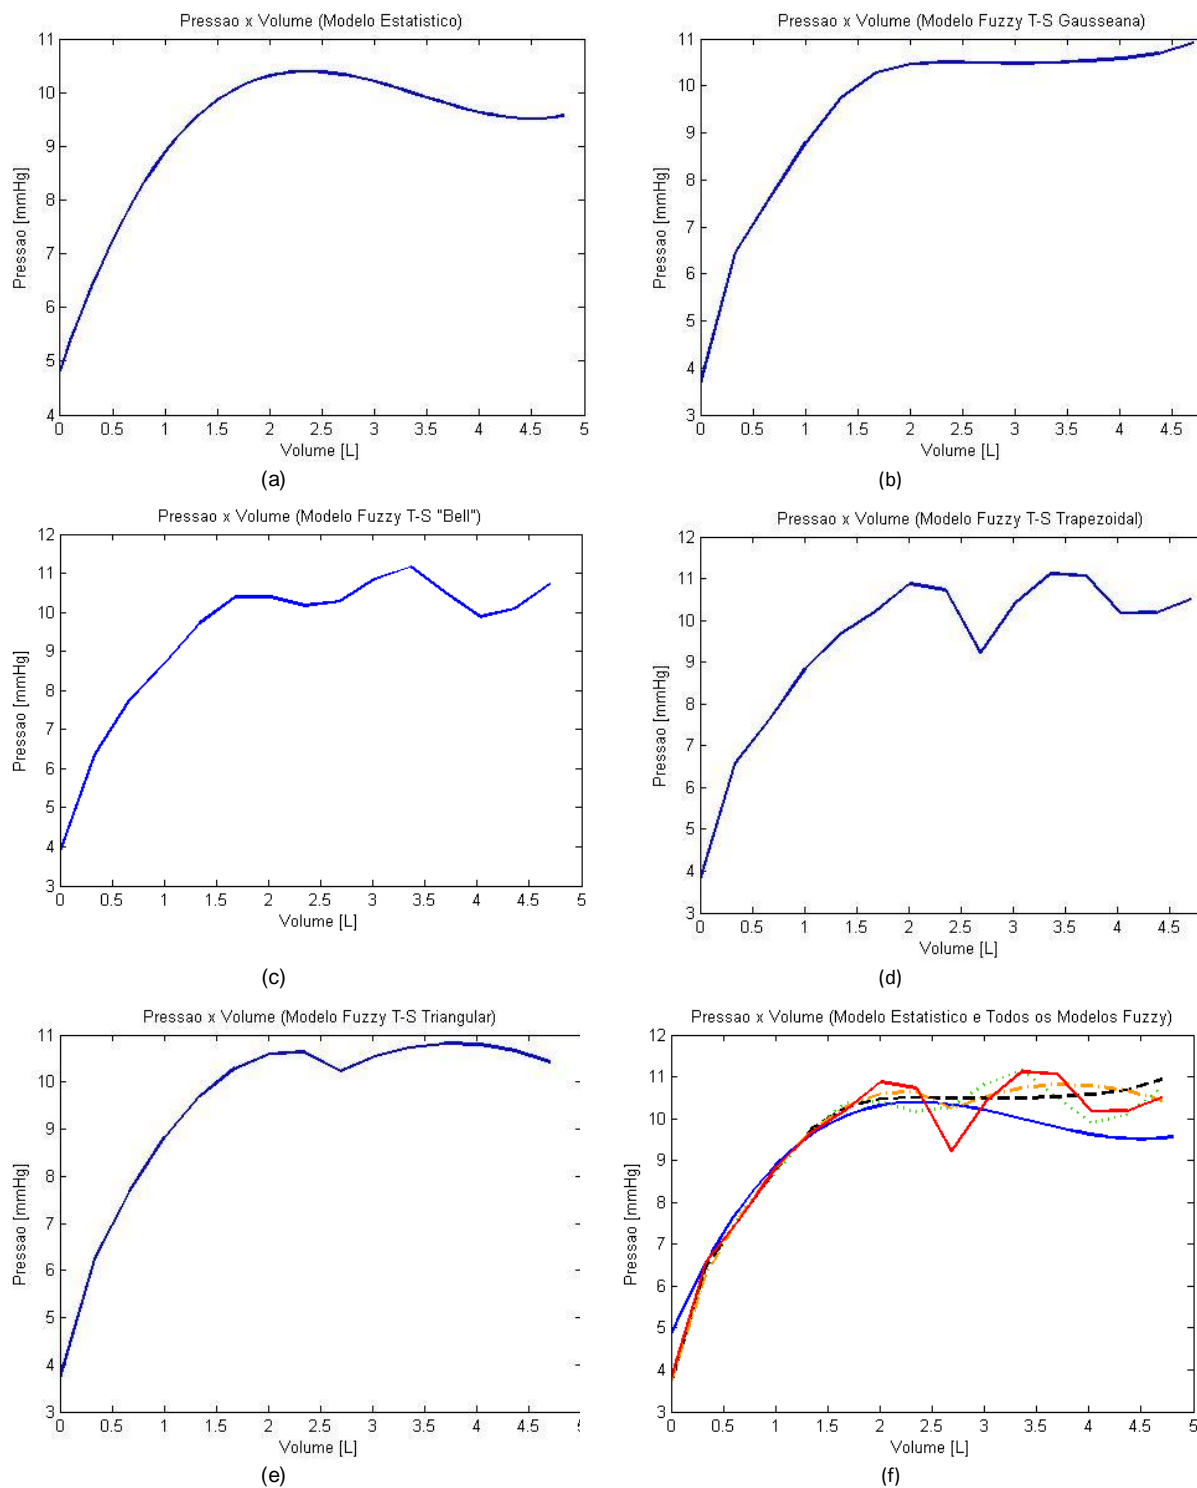 Pressao x Volume (Modelo Estatistico)
11
10
9
8
7
6
5
4
Pressao [mmHg]
0 0.5 1 1.5 2 2.5 3 3.5 4 4.5 5
Volume [L]
(a)
Pressao x Volume (Modelo Fuzzy T-S Gausseana)
11
10
9
8
7
6
5
4
3
Pressao [mmHg]
0 0.5 1 1.5 2 2.5 3 3.5 4 4.5
Volume [L]
(b)
Pressao x Volume (Modelo Fuzzy T-S "Bell")
12
11
10
9
8
7
6
5
4
3
Pressao [mmHg]
0 0.5 1 1.5 2 2.5 3 3.5 4 4.5 5
Volume [L]
(c)
Pressao x Volume (Modelo Fuzzy T-S Trapezoidal)
12
11
10
9
8
7
6
5
4
3
Pressao [mmHg]
0 0.5 1 1.5 2 2.5 3 3.5 4 4.5
Volume [L]
(d)
Pressao x Volume (Modelo Fuzzy T-S Triangular)
11
10
9
8
7
6
5
4
3
Pressao [mmHg]
0 0.5 1 1.5 2 2.5 3 3.5 4 4.5 5
Volume [L]
(e)
Pressao x Volume (Modelo Estatistico e Todos os Modelos Fuzzy)
12
11
10
9
8
7
6
5
4
3
Pressao [mmHg]
0 0.5 1 1.5 2 2.5 3 3.5 4 4.5 5
Volume [L]
(f)